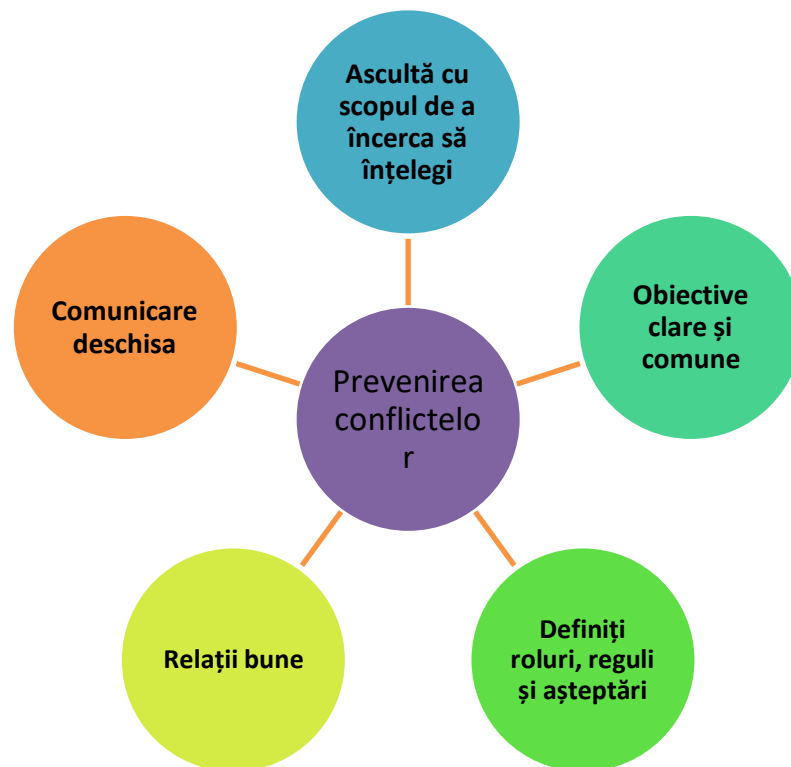 Ascultă cu
scopul de a
încerca să
înțelegi
Obiective
clare și
comune
Definiți
roluri, reguli
și așteptări
Relații bune
Comunicare
deschisa
Prevenirea
conflictelo
r